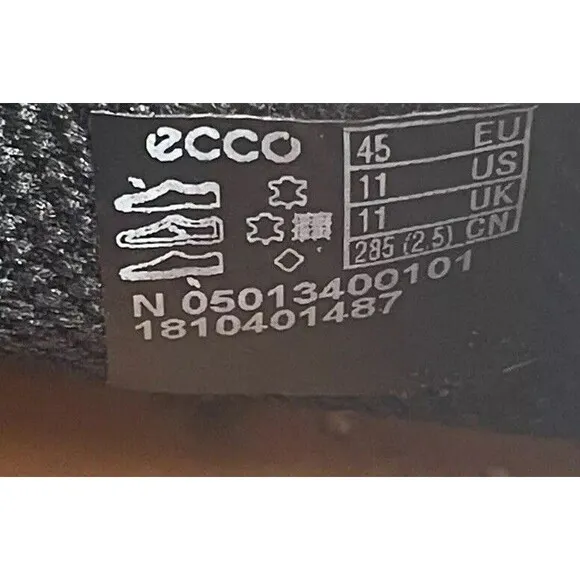 ecco
45 EU
11 US
11 UK
285 (2.5) CN
N 05013400101
1810401487